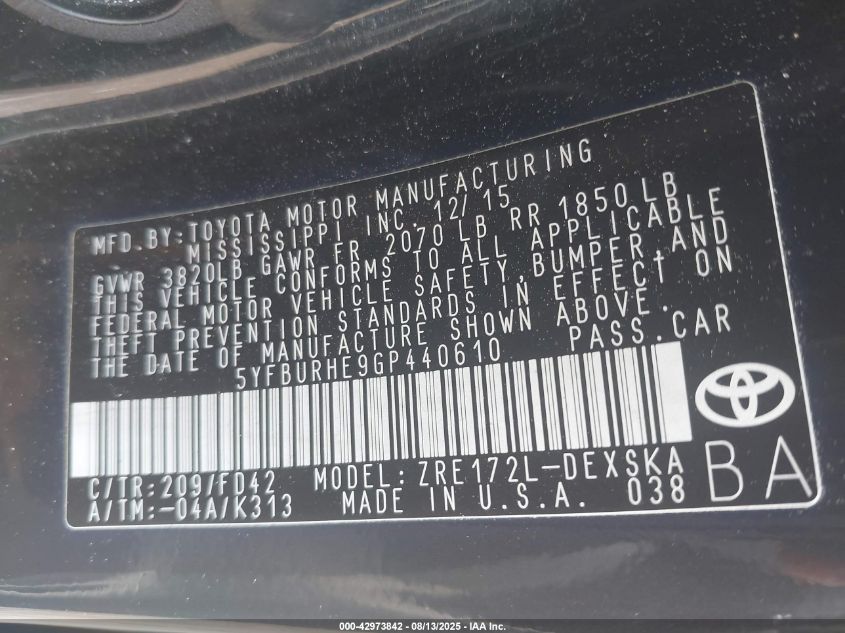 MFD.BY:TOYOTA MOTOR MANUFACTURING
MISSISSIPPI INC. 12/15
GVWR 3820LB GAWR FR 2070 LB RR 1850 LB
THIS VEHICLE CONFORMS TO ALL APPLICABLE
FEDERAL MOTOR VEHICLE SAFETY,BUMPER,AND
THEFT PREVENTION STANDARDS IN EFFECT ON
THE DATE OF MANUFACTURE SHOWN ABOVE.
5YFBURHE9GP440610 PASS.CAR
C/TR:209/FD42 MODEL:ZRE172L-DEXSKA
A/TM:-04A/K313 MADE IN U.S.A. 038
BA
000-42973842 - 08/13/2025 - IAA Inc.